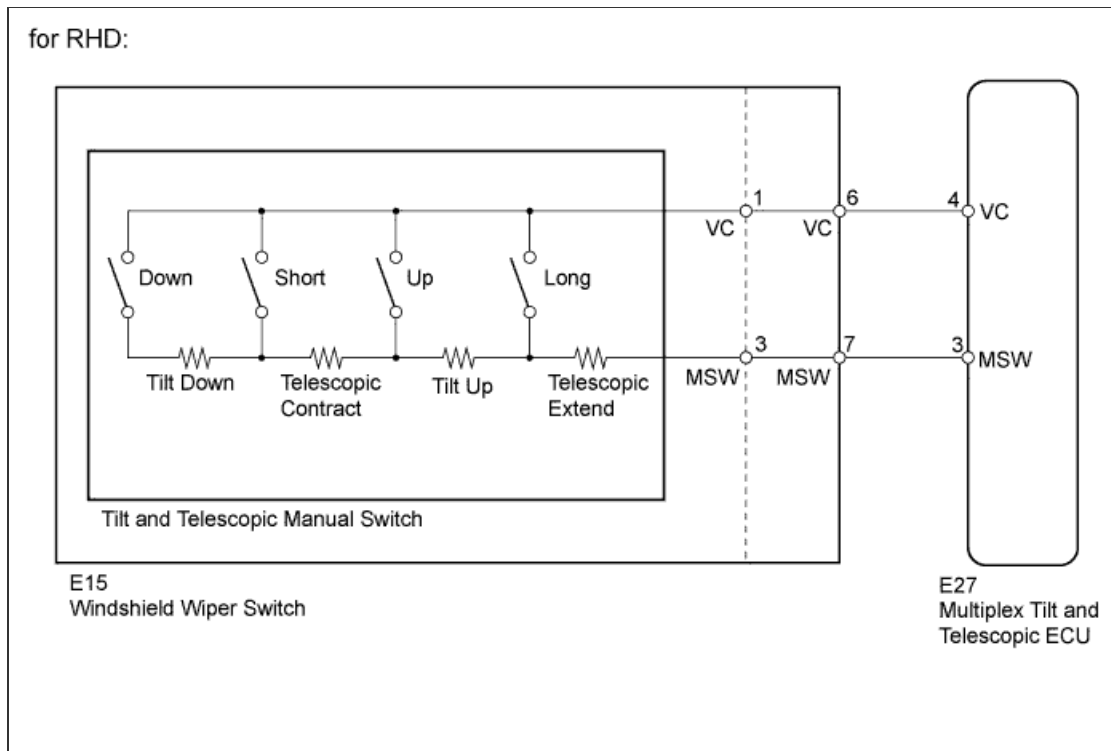 for RHD:
1
6
4
VC
VC
VC
Down
Short
Up
Long
3
7
3
MSW
MSW
MSW
Tilt Down
Telescopic
Contract
Tilt Up
Telescopic
Extend
Tilt and Telescopic Manual Switch
E15
Windshield Wiper Switch
E27
Multiplex Tilt and
Telescopic ECU